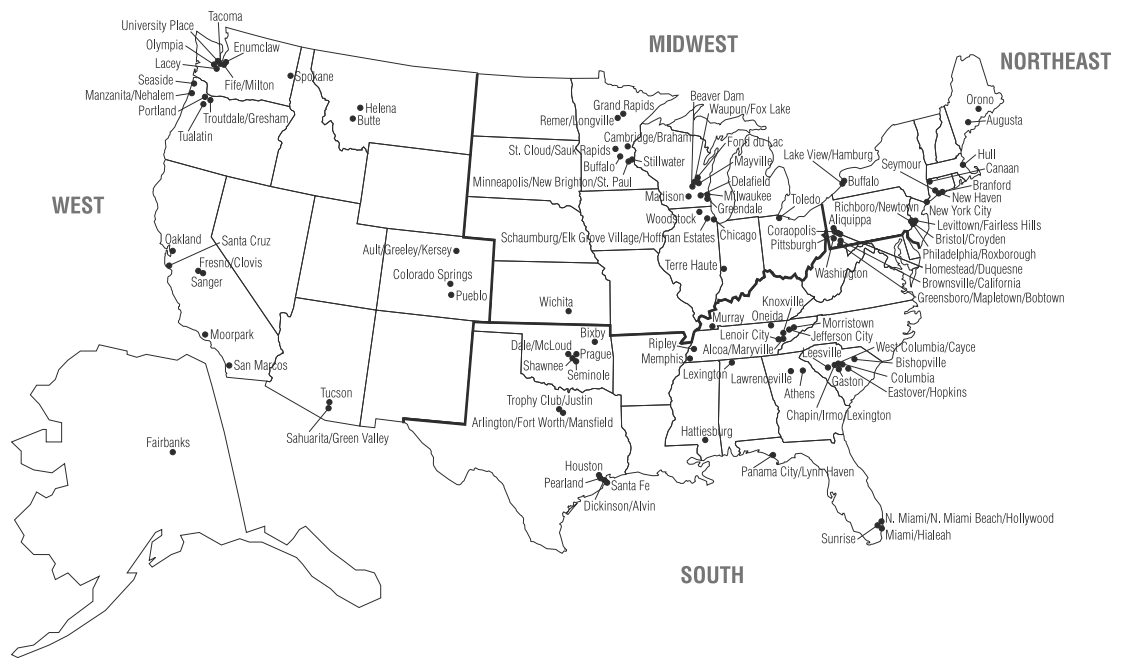 Tacoma
University Place
Olympia
Enumclaw
Lacey
Fife/Milton
Spokane
Seaside
Manzanita/Nehalem
Portland
Troutdale/Gresham
Tualatin
Helena
Butte
WEST
Oakland
Santa Cruz
Fresno/Clovis
Sanger
Moorpark
San Marcos
Ault/Greeley/Kersey
Colorado Springs
Pueblo
Tucson
Sahuarita/Green Valley
Fairbanks
MIDWEST
Grand Rapids
Remer/Longville
Cambridge/Braham
St. Cloud/Sauk Rapids
Buffalo
Stillwater
Minneapolis/New Brighton/St. Paul
Beaver Dam
Waupun/Fox Lake
Fond du Lac
Mayville
Delafield
Milwaukee
Greendale
Madison
Woodstock
Schaumburg/Elk Grove Village/Hoffman Estates
Chicago
Toledo
Terre Haute
Wichita
NORTHEAST
Orono
Augusta
Hull
Canaan
Seymour
Branford
New Haven
New York City
Lake View/Hamburg
Buffalo
Richboro/Newtown
Levittown/Fairless Hills
Bristol/Croyden
Philadelphia/Roxborough
Aliquippa
Coraopolis
Pittsburgh
Homestead/Duquesne
Washington
Brownsville/California
Greensboro/Mapletown/Bobtown
SOUTH
Knoxville
Murray
Oneida
Morristown
Lenoir City
Jefferson City
Ripley
Alcoa/Maryville
Memphis
Lexington
Lawrenceville
Athens
Leesville
West Columbia/Cayce
Bishopville
Columbia
Gaston
Eastover/Hopkins
Chapin/Irmo/Lexington
Bixby
Dale/McLoud
Prague
Shawnee
Seminole
Trophy Club/Justin
Arlington/Fort Worth/Mansfield
Hattiesburg
Houston
Pearland
Santa Fe
Dickinson/Alvin
Panama City/Lynn Haven
N. Miami/N. Miami Beach/Hollywood
Sunrise
Miami/Hialeah